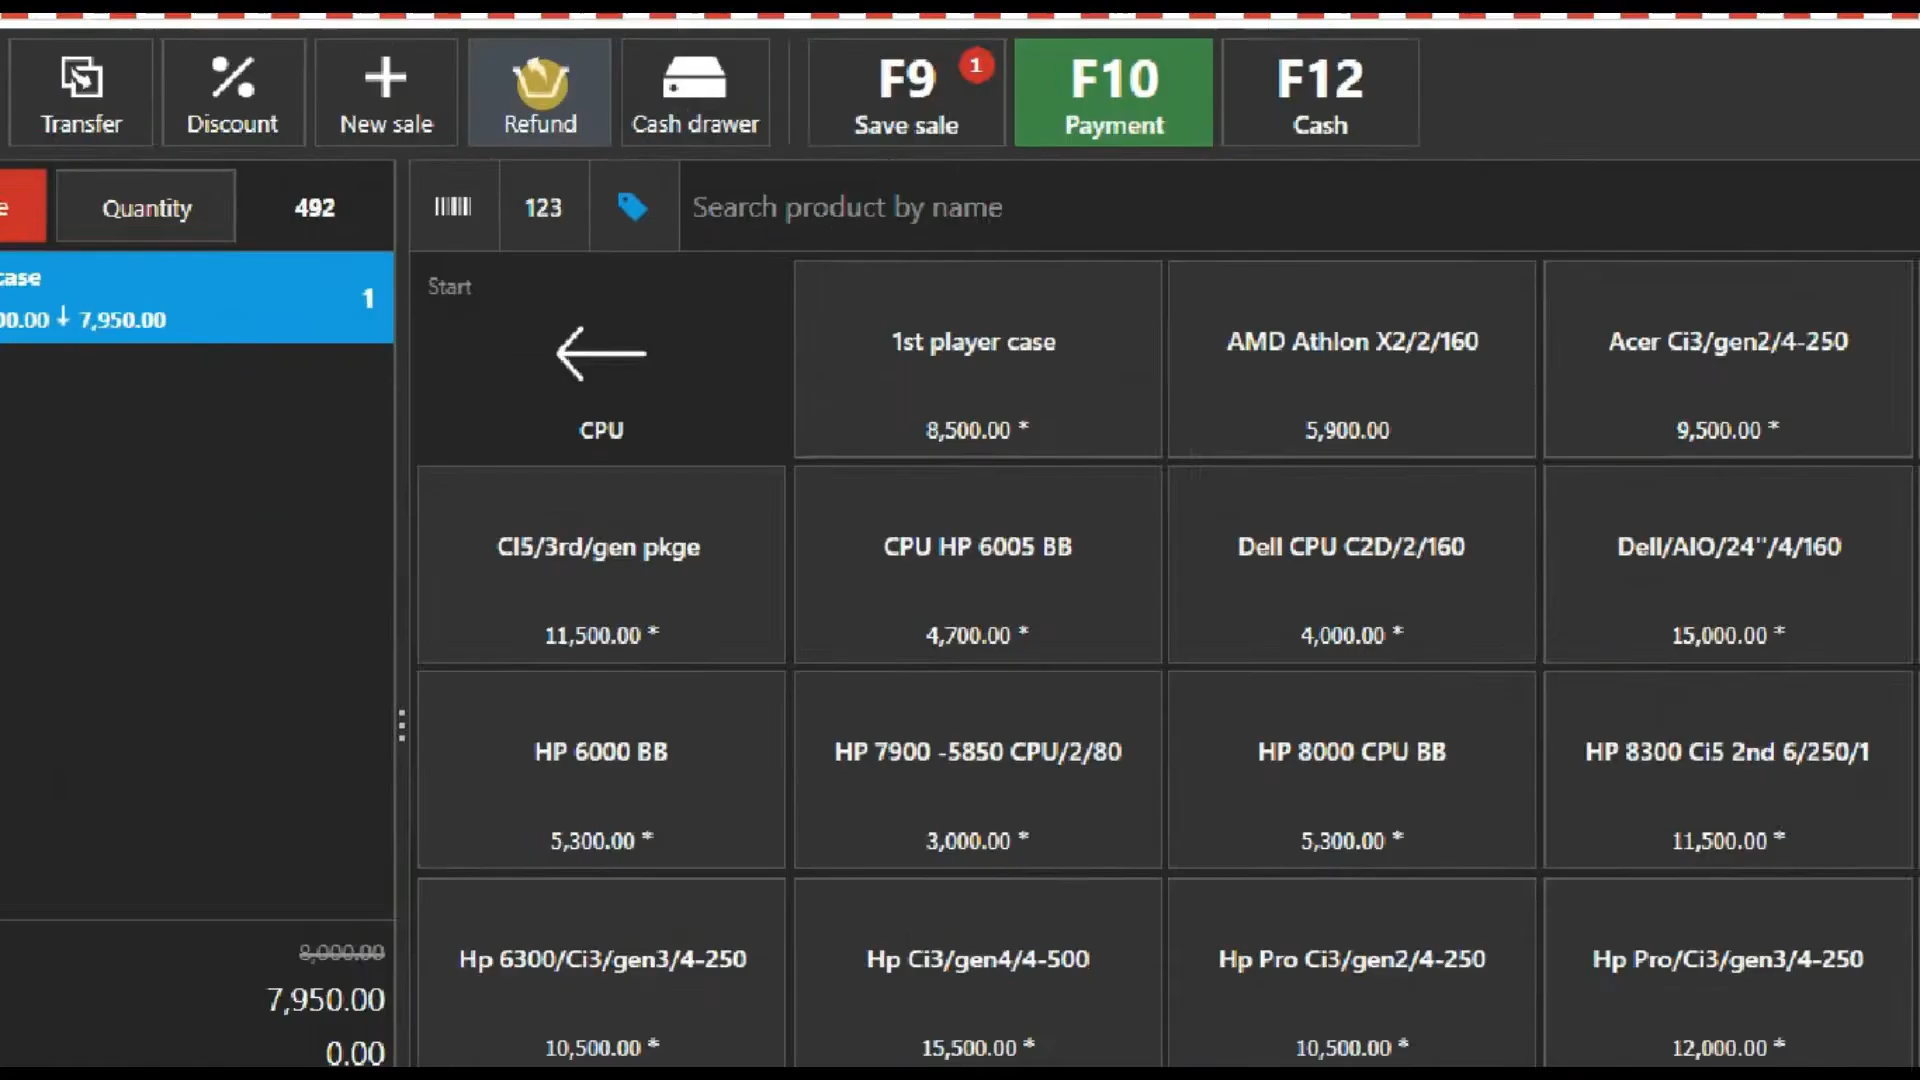 F9
1
F10
F12
Transfer
Discount
New sale
Refund
Cash drawer
Save sale
Payment
Cash
e
Quantity
492
123
Search product by name
case
1
00.00 ↓ 7,950.00
Start
CPU
1st player case
8,500.00 *
AMD Athlon X2/2/160
5,900.00
Acer Ci3/gen2/4-250
9,500.00 *
CI5/3rd/gen pkge
11,500.00 *
CPU HP 6005 BB
4,700.00 *
Dell CPU C2D/2/160
4,000.00 *
Dell/AIO/24"/4/160
15,000.00 *
HP 6000 BB
5,300.00 *
HP 7900 -5850 CPU/2/80
3,000.00 *
HP 8000 CPU BB
5,300.00 *
HP 8300 Ci5 2nd 6/250/1
11,500.00 *
Hp 6300/Ci3/gen3/4-250
10,500.00 *
Hp Ci3/gen4/4-500
15,500.00 *
Hp Pro Ci3/gen2/4-250
10,500.00 *
Hp Pro/Ci3/gen3/4-250
12,000.00 *
8,000.00
7,950.00
0.00